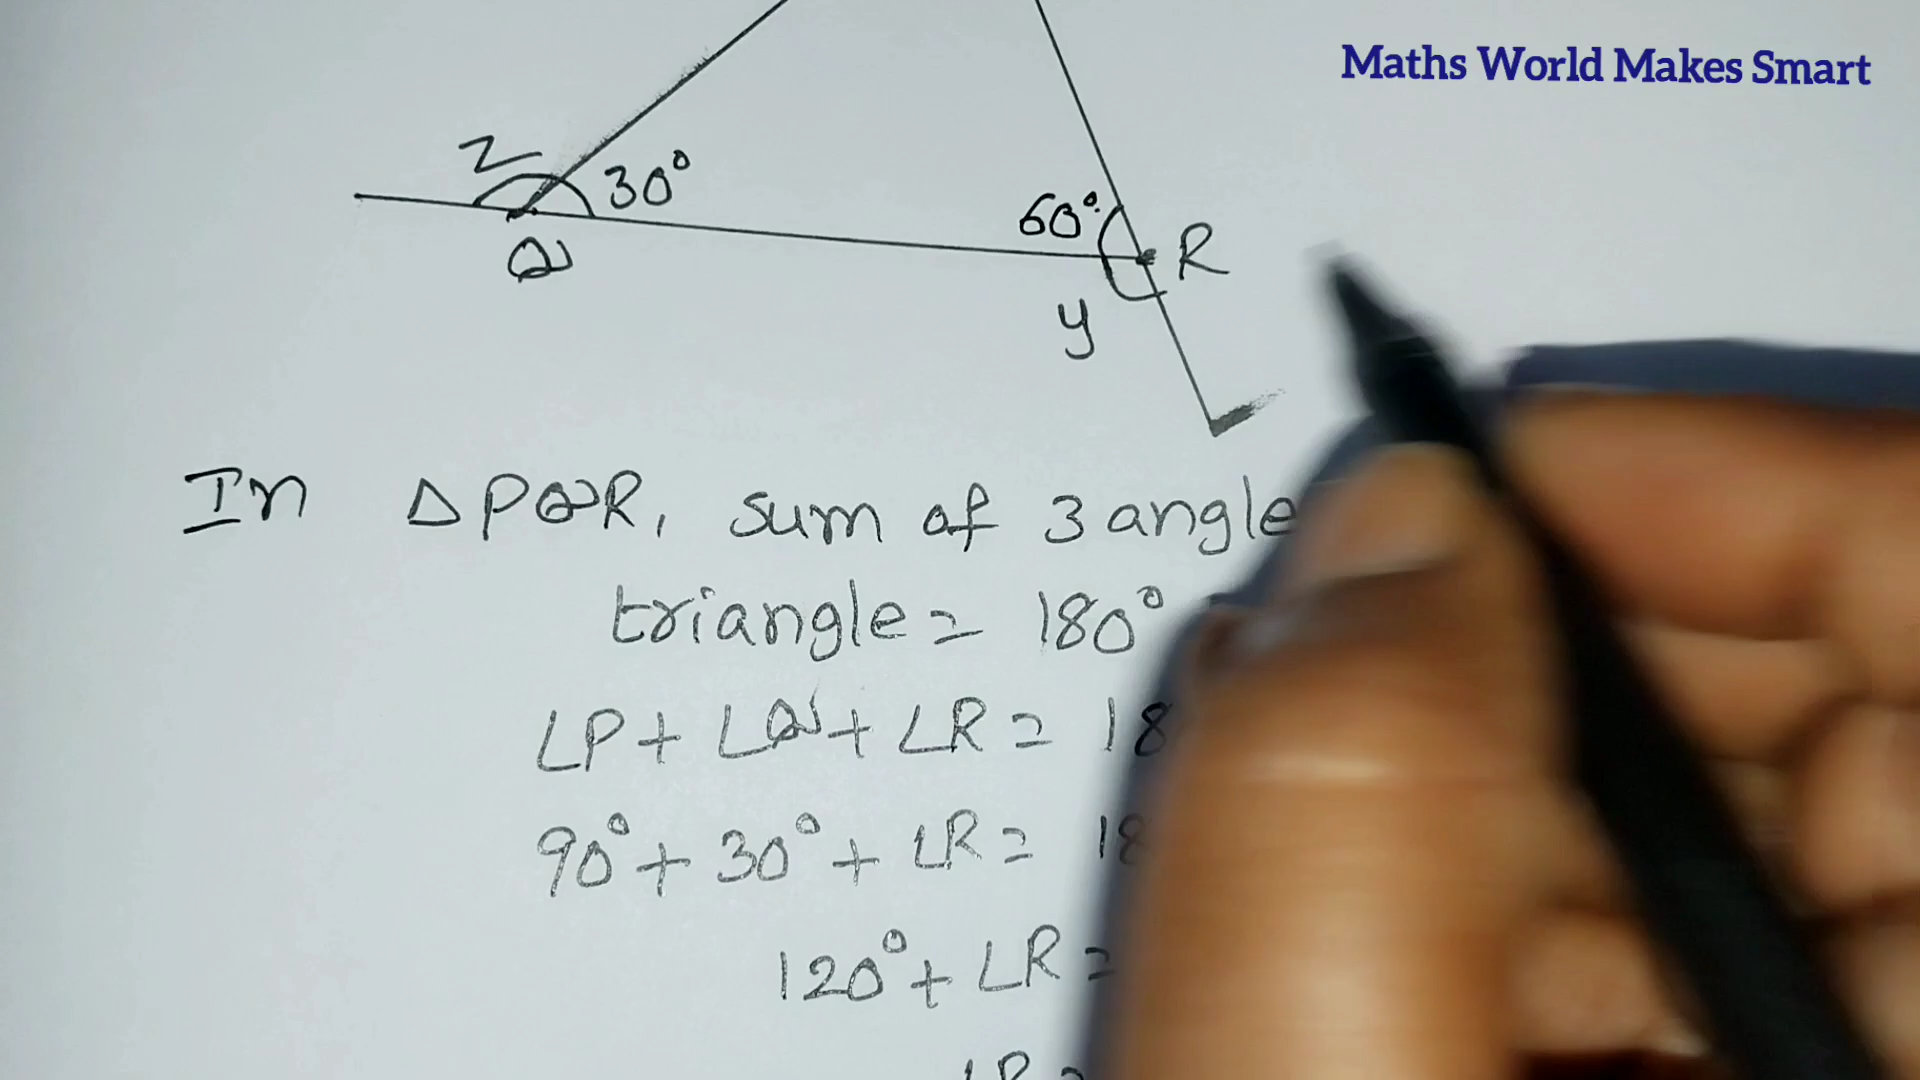 Maths World Makes Smart
Z 30°
60° R
Q
y
In ΔPQR, sum of 3 angle
triangle = 180°
∠P + ∠Q + ∠R = 18
90° + 30° + ∠R = 18
120° + ∠R =
∠R =